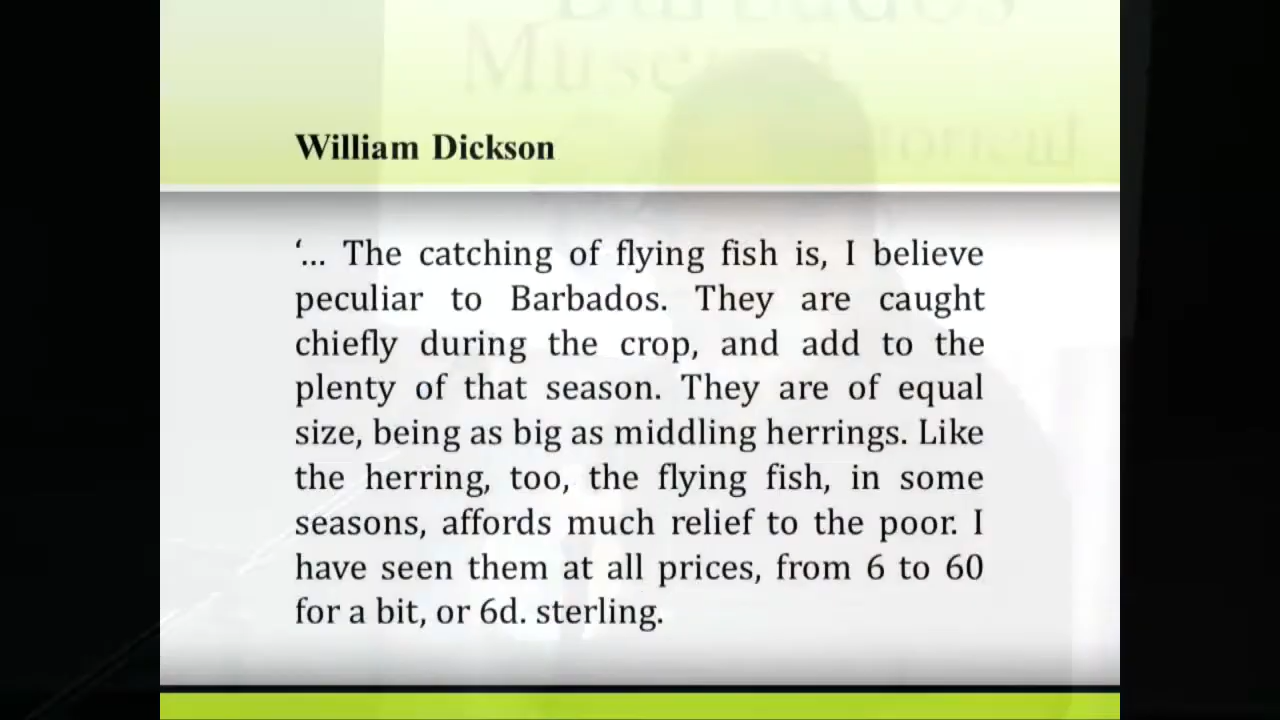 Barbados
Museum
William Dickson
‘... The catching of flying fish is, I believe
peculiar to Barbados. They are caught
chiefly during the crop, and add to the
plenty of that season. They are of equal
size, being as big as middling herrings. Like
the herring, too, the flying fish, in some
seasons, affords much relief to the poor. I
have seen them at all prices, from 6 to 60
for a bit, or 6d. sterling.